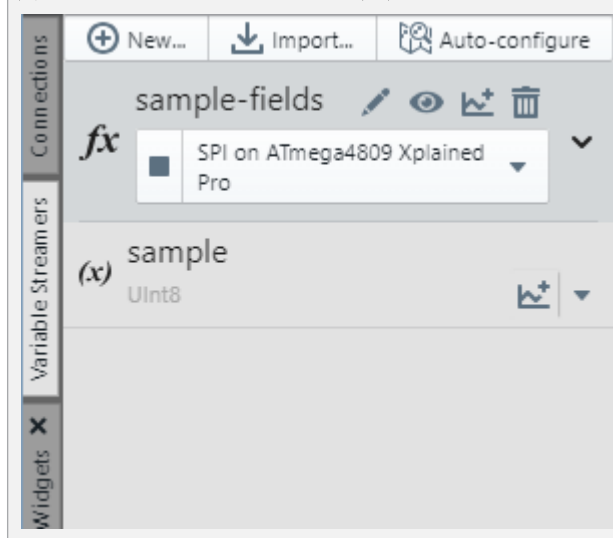 New... Import... Auto-configure
sample-fields
fx
SPI on ATmega4809 Xplained
Pro
sample
(x)
UInt8
Connections
Variable Streamers
Widgets